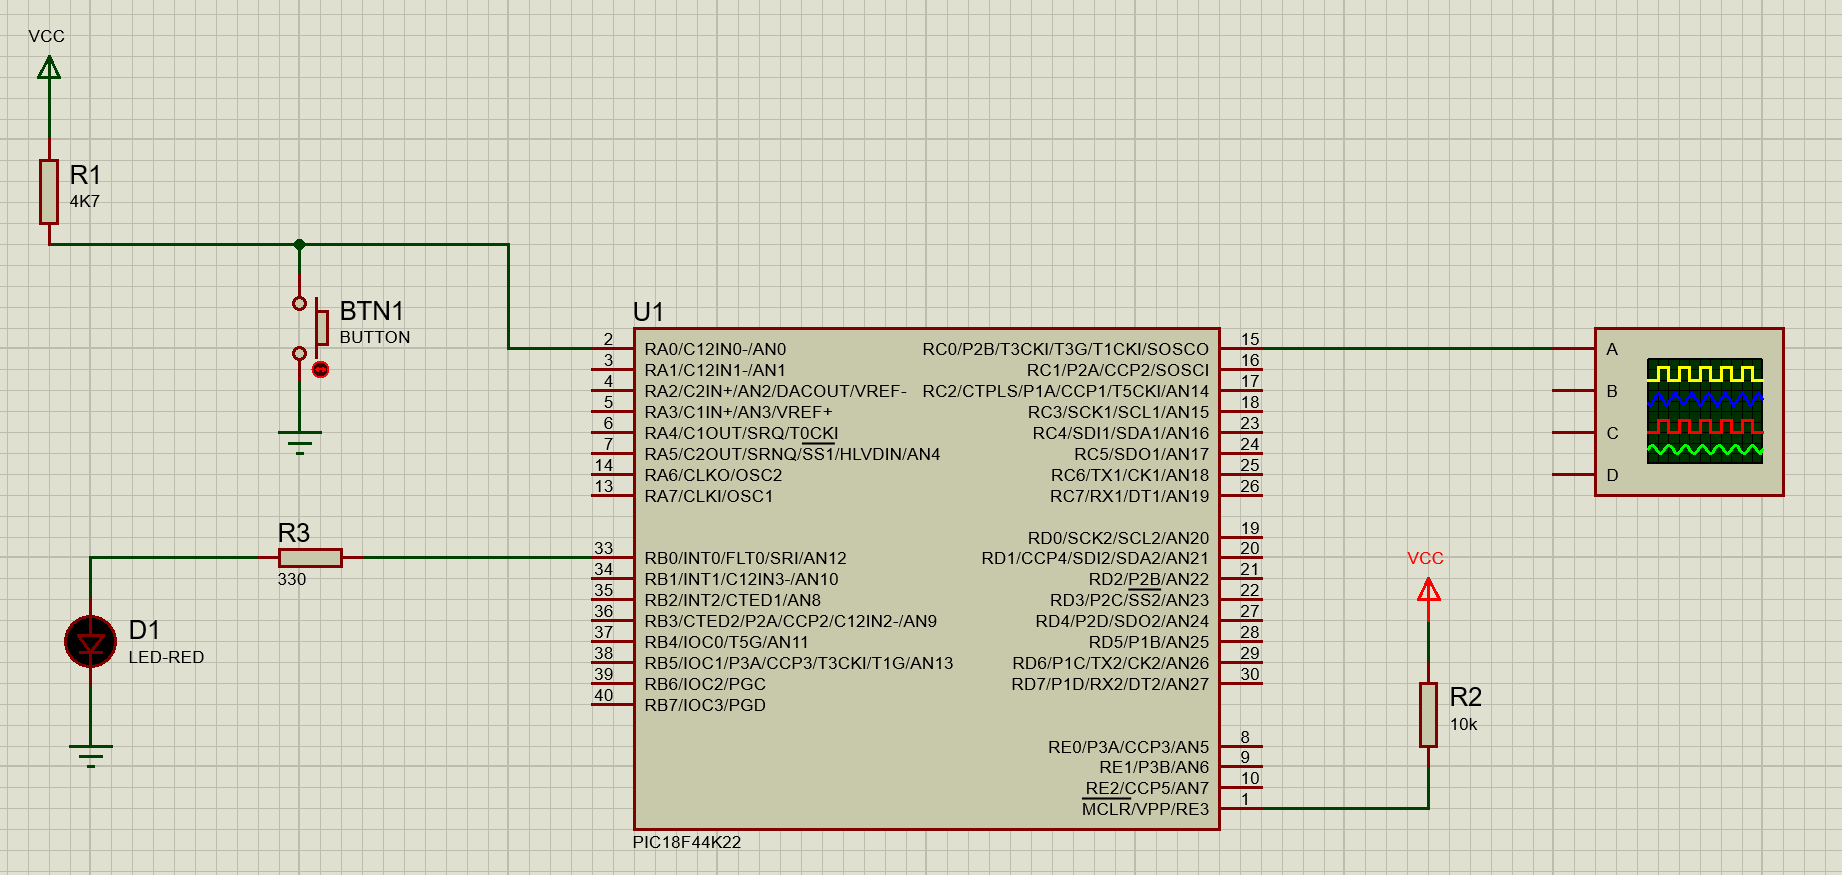 VCC
R1
4K7
BTN1
BUTTON
R3
330
D1
LED-RED
U1
2 RA0/C12IN0-/AN0
3 RA1/C12IN1-/AN1
4 RA2/C2IN+/AN2/DACOUT/VREF-
5 RA3/C1IN+/AN3/VREF+
6 RA4/C1OUT/SRQ/T0CKI
7 RA5/C2OUT/SRNQ/SS1/HLVDIN/AN4
14 RA6/CLKO/OSC2
13 RA7/CLKI/OSC1
33 RB0/INT0/FLT0/SRI/AN12
34 RB1/INT1/C12IN3-/AN10
35 RB2/INT2/CTED1/AN8
36 RB3/CTED2/P2A/CCP2/C12IN2-/AN9
37 RB4/IOC0/T5G/AN11
38 RB5/IOC1/P3A/CCP3/T3CKI/T1G/AN13
39 RB6/IOC2/PGC
40 RB7/IOC3/PGD
RC0/P2B/T3CKI/T3G/T1CKI/SOSCO 15
RC1/P2A/CCP2/SOSCI 16
RC2/CTPLS/P1A/CCP1/T5CKI/AN14 17
RC3/SCK1/SCL1/AN15 18
RC4/SDI1/SDA1/AN16 23
RC5/SDO1/AN17 24
RC6/TX1/CK1/AN18 25
RC7/RX1/DT1/AN19 26
RD0/SCK2/SCL2/AN20 19
RD1/CCP4/SDI2/SDA2/AN21 20
RD2/P2B/AN22 21
RD3/P2C/SS2/AN23 22
RD4/P2D/SDO2/AN24 27
RD5/P1B/AN25 28
RD6/P1C/TX2/CK2/AN26 29
RD7/P1D/RX2/DT2/AN27 30
RE0/P3A/CCP3/AN5 8
RE1/P3B/AN6 9
RE2/CCP5/AN7 10
MCLR/VPP/RE3 1
PIC18F44K22
A
B
C
D
VCC
R2
10k